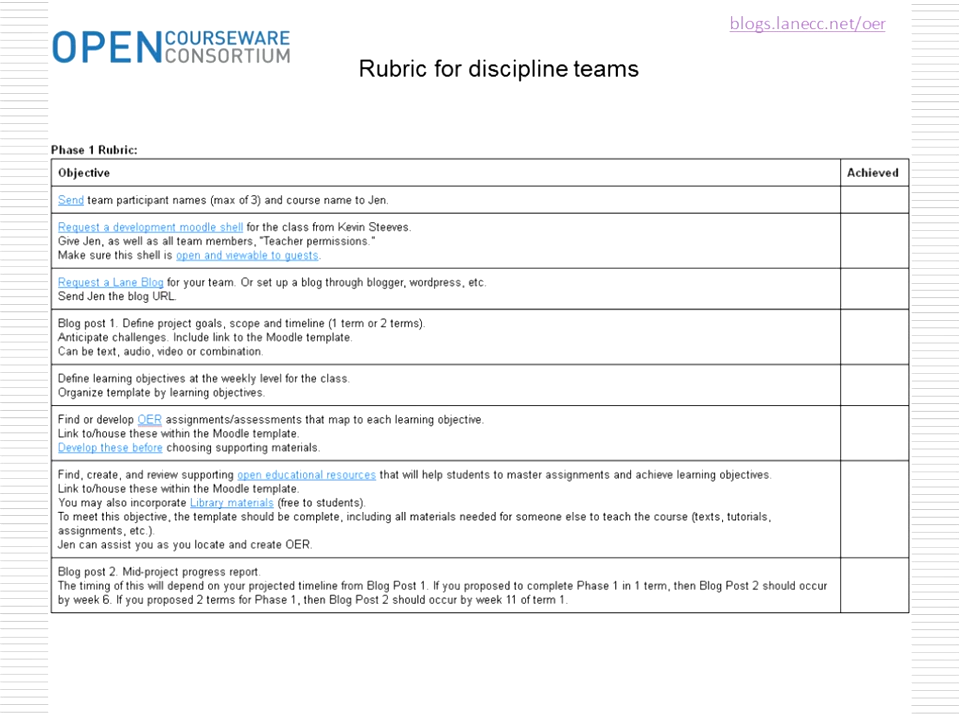 blogs.lanecc.net/oer
OPEN COURSEWARE
CONSORTIUM
Rubric for discipline teams
Phase 1 Rubric:
Objective Achieved
Send team participant names (max of 3) and course name to Jen.
Request a development moodle shell for the class from Kevin Steeves.
Give Jen, as well as all team members, "Teacher permissions."
Make sure this shell is open and viewable to guests.
Request a Lane Blog for your team. Or set up a blog through blogger, wordpress, etc.
Send Jen the blog URL.
Blog post 1. Define project goals, scope and timeline (1 term or 2 terms).
Anticipate challenges. Include link to the Moodle template.
Can be text, audio, video or combination.
Define learning objectives at the weekly level for the class.
Organize template by learning objectives.
Find or develop OER assignments/assessments that map to each learning objective.
Link to/house these within the Moodle template.
Develop these before choosing supporting materials.
Find, create, and review supporting open educational resources that will help students to master assignments and achieve learning objectives.
Link to/house these within the Moodle template.
You may also incorporate Library materials (free to students).
To meet this objective, the template should be complete, including all materials needed for someone else to teach the course (texts, tutorials,
assignments, etc.).
Jen can assist you as you locate and create OER.
Blog post 2. Mid-project progress report.
The timing of this will depend on your projected timeline from Blog Post 1. If you proposed to complete Phase 1 in 1 term, then Blog Post 2 should occur
by week 6. If you proposed 2 terms for Phase 1, then Blog Post 2 should occur by week 11 of term 1.